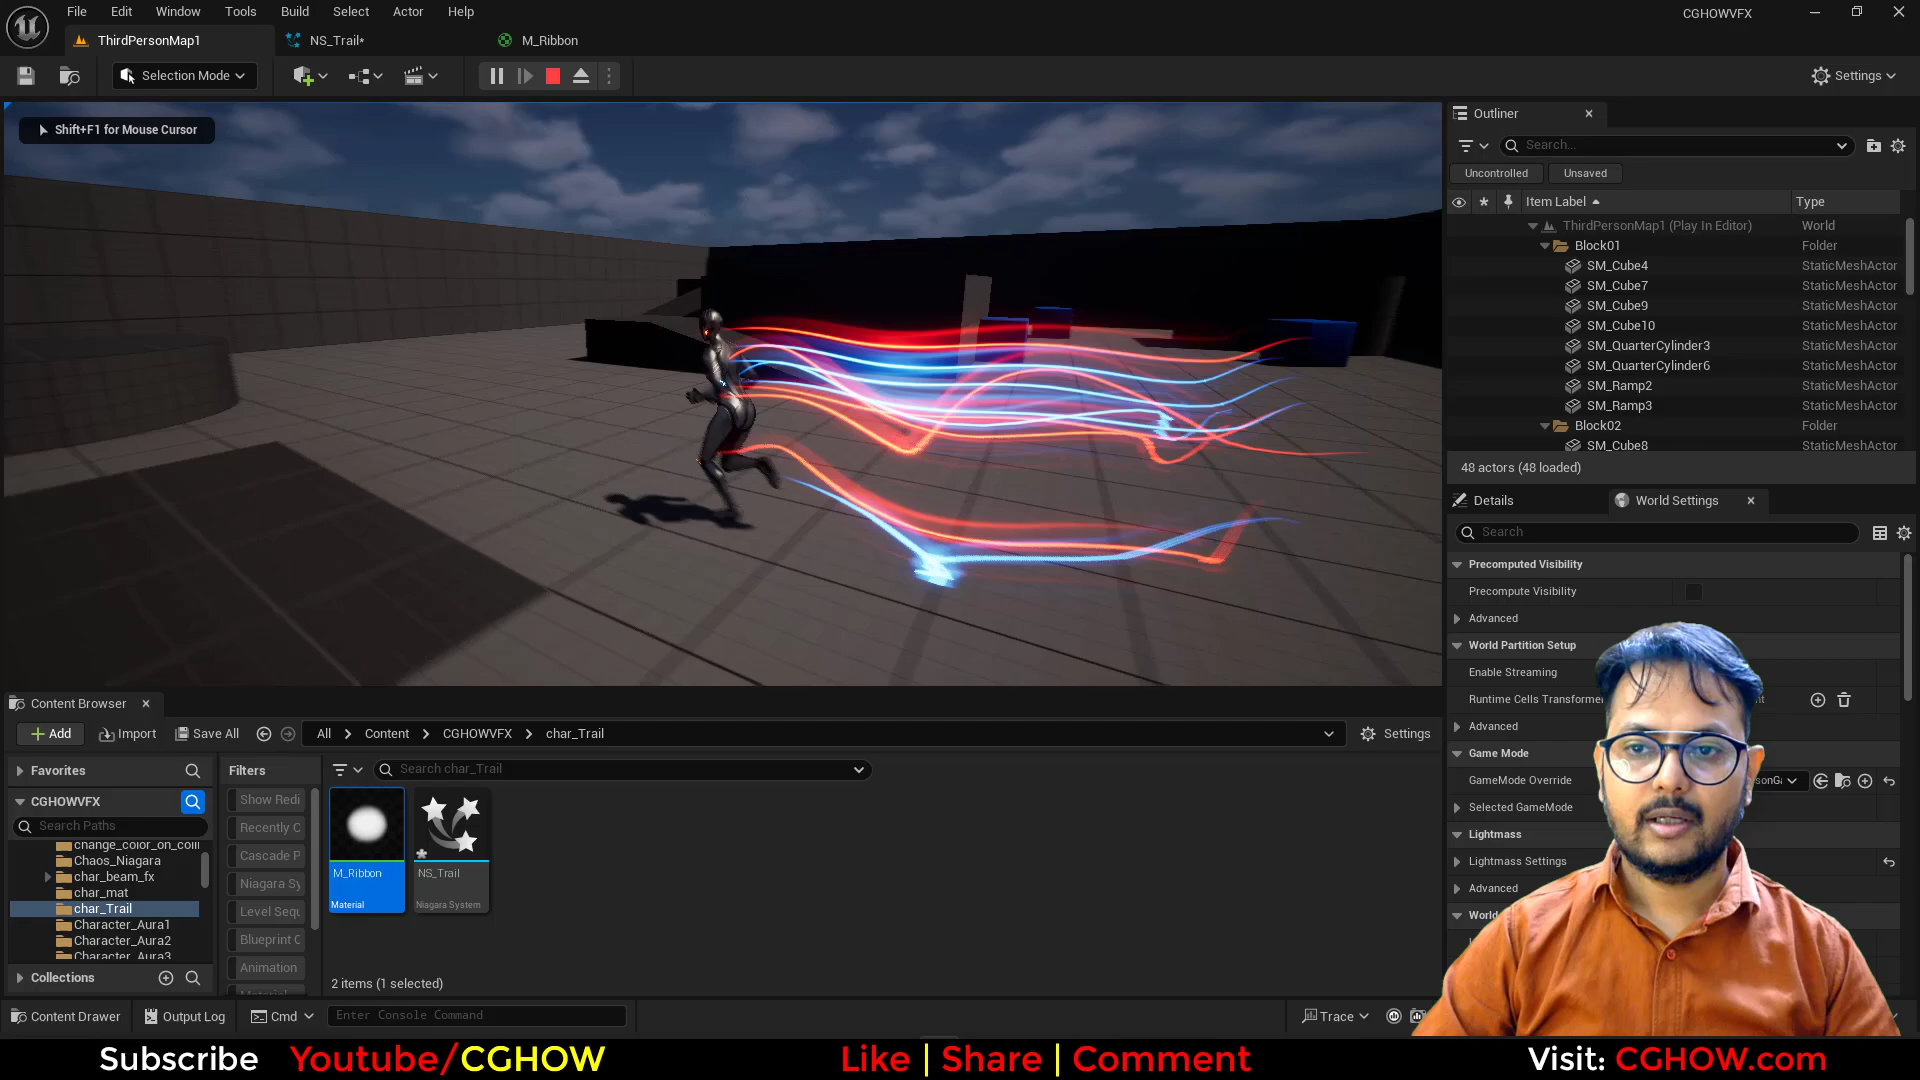 File Edit Window Tools Build Select Actor Help
CGHOWVFX
ThirdPersonMap1
NS_Trail*
M_Ribbon
Selection Mode
Settings
Shift+F1 for Mouse Cursor
Outliner
Search...
Uncontrolled
Unsaved
Item Label
Type
ThirdPersonMap1 (Play In Editor) World
Block01 Folder
SM_Cube4 StaticMeshActor
SM_Cube7 StaticMeshActor
SM_Cube9 StaticMeshActor
SM_Cube10 StaticMeshActor
SM_QuarterCylinder3 StaticMeshActor
SM_QuarterCylinder6 StaticMeshActor
SM_Ramp2 StaticMeshActor
SM_Ramp3 StaticMeshActor
Block02 Folder
SM_Cube8 StaticMeshActor
48 actors (48 loaded)
Details
World Settings
Search
Precomputed Visibility
Precompute Visibility
Advanced
World Partition Setup
Enable Streaming
Runtime Cells Transformer
Advanced
Game Mode
GameMode Override
Selected GameMode
Lightmass
Lightmass Settings
Advanced
World
Content Browser
Add
Import
Save All
All
Content
CGHOWVFX
char_Trail
Settings
Favorites
CGHOWVFX
Search Paths
change_color_on_coll
Chaos_Niagara
char_beam_fx
char_mat
char_Trail
Character_Aura1
Character_Aura2
Character_Aura3
Collections
Filters
Show Redi
Recently C
Cascade P
Niagara Sy
Level Sequ
Blueprint C
Animation
Search char_Trail
M_Ribbon
Material
NS_Trail
Niagara System
2 items (1 selected)
Content Drawer
Output Log
Cmd
Enter Console Command
Trace
Subscribe Youtube/CGHOW
Like | Share | Comment
Visit: CGHOW.com